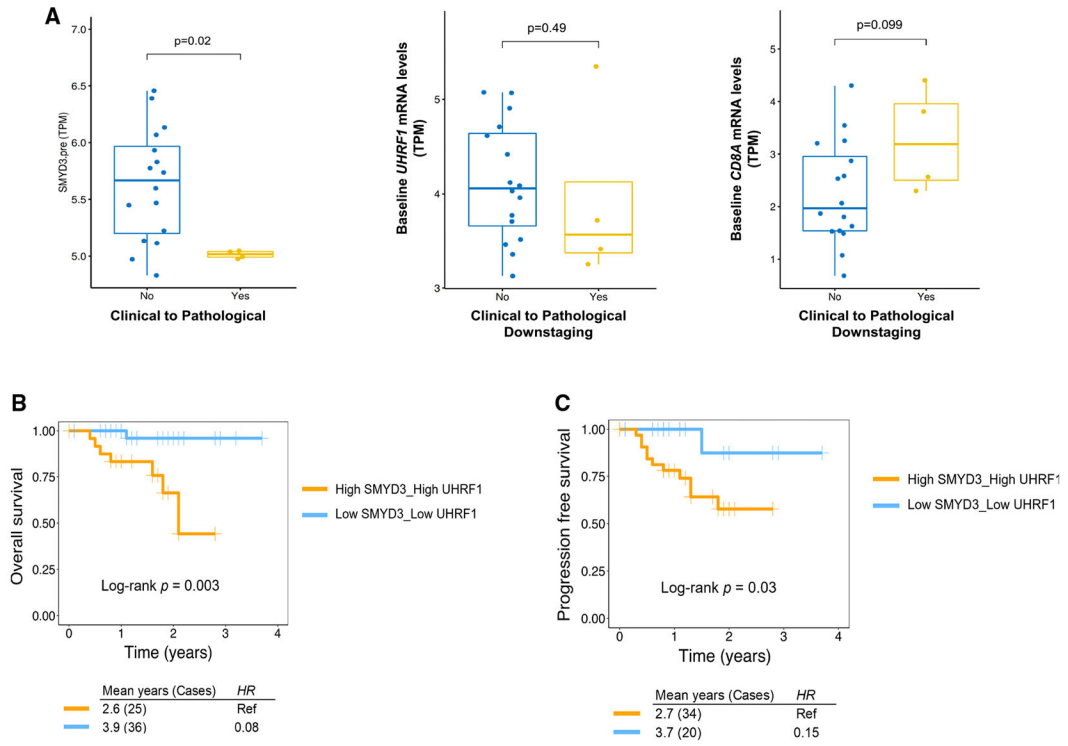 A
p=0.02
7.0
6.5
6.0
5.5
5.0
SMYD3,pre (TPM)
No
Yes
Clinical to Pathological
p=0.49
5
4
3
Baseline UHRF1 mRNA levels
(TPM)
No
Yes
Clinical to Pathological
Downstaging
p=0.099
5
4
3
2
1
Baseline CD8A mRNA levels
(TPM)
No
Yes
Clinical to Pathological
Downstaging
B
1.00
0.75
0.50
0.25
0.00
Overall survival
Log-rank p = 0.003
0 1 2 3 4
Time (years)
High SMYD3_High UHRF1
Low SMYD3_Low UHRF1
Mean years (Cases) HR
2.6 (25) Ref
3.9 (36) 0.08
C
1.00
0.75
0.50
0.25
0.00
Progression free survival
Log-rank p = 0.03
0 1 2 3 4
Time (years)
High SMYD3_High UHRF1
Low SMYD3_Low UHRF1
Mean years (Cases) HR
2.7 (34) Ref
3.7 (20) 0.15